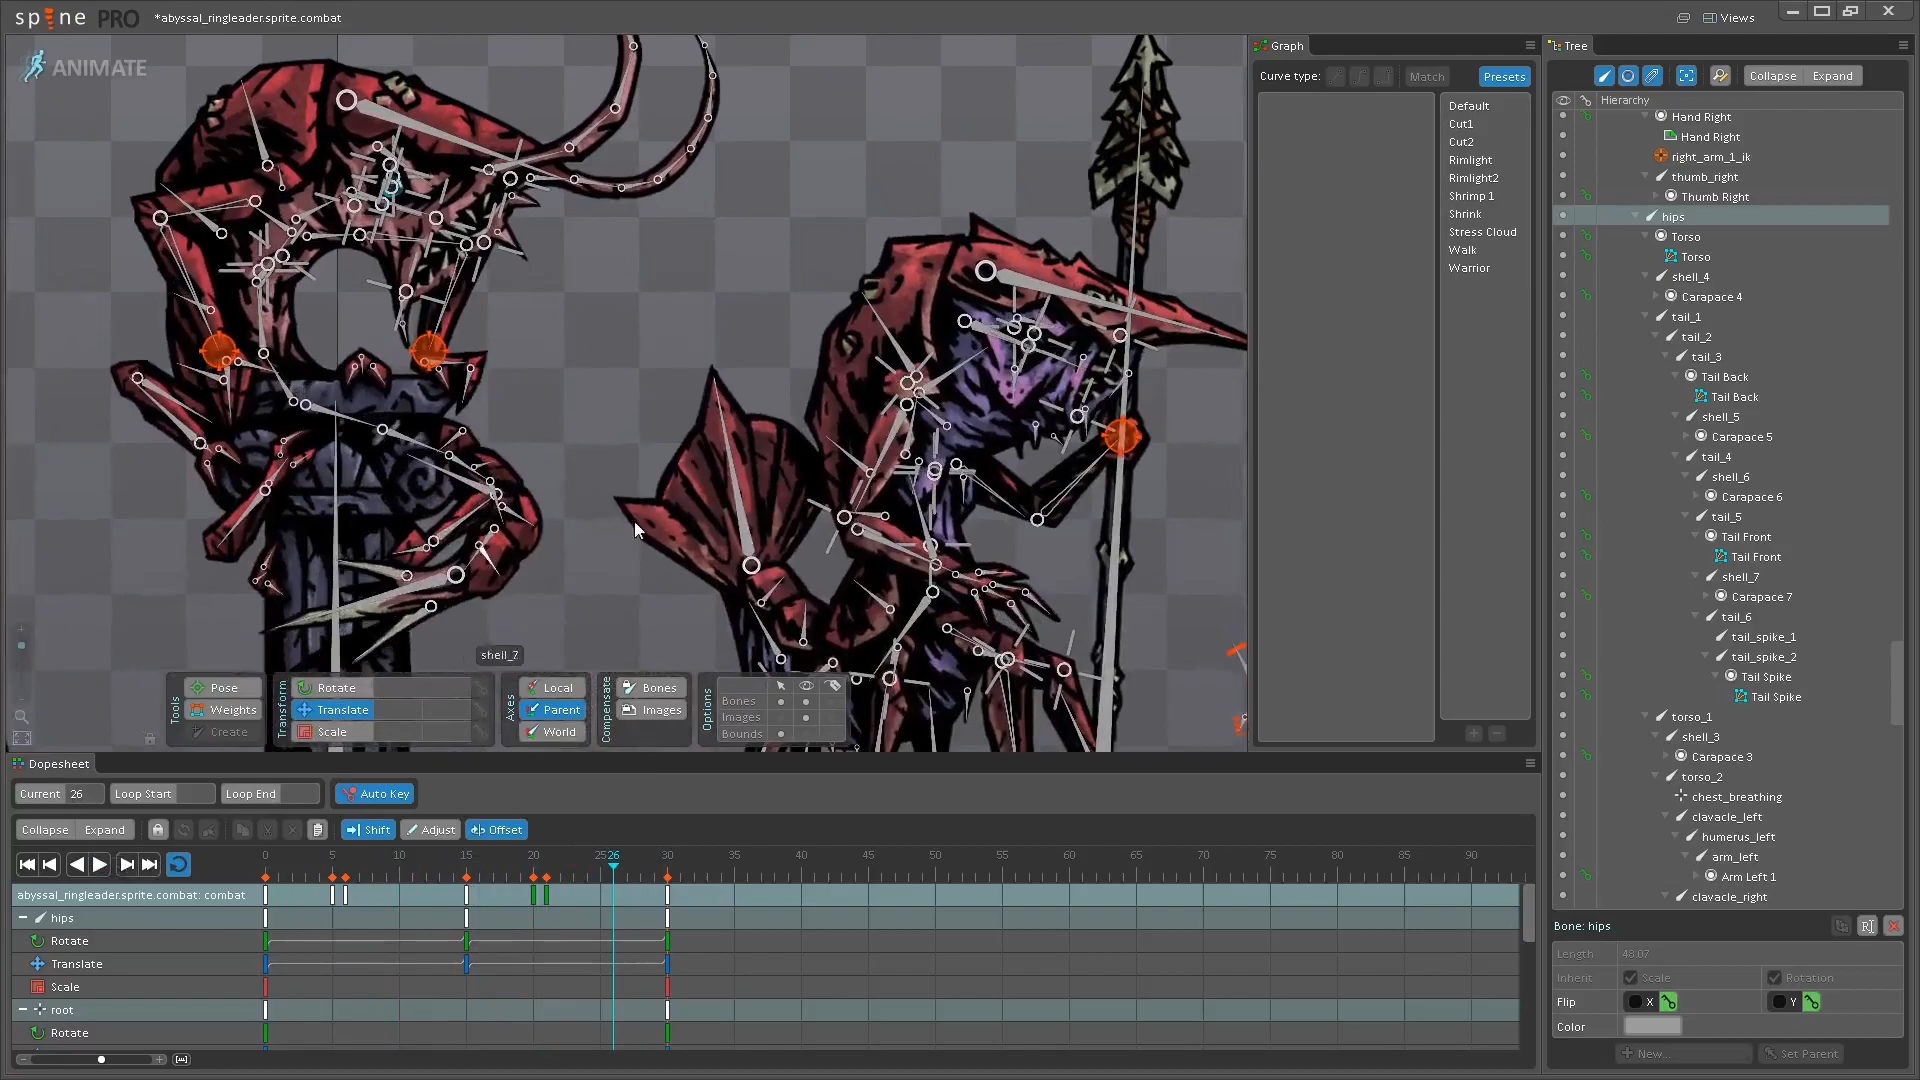 spine PRO
*abyssal_ringleader.sprite.combat
Views
ANIMATE
shell_7
Tools
Pose
Weights
Create
Transform
Rotate
Translate
Scale
Axes
Local
Parent
World
Compensate
Bones
Images
Options
Bones
Images
Bounds
Graph
Curve type:
Match
Presets
Default
Cut1
Cut2
Rimlight
Rimlight2
Shrimp 1
Shrink
Stress Cloud
Walk
Warrior
Tree
Collapse
Expand
Hierarchy
Hand Right
Hand Right
right_arm_1_ik
thumb_right
Thumb Right
hips
Torso
Torso
shell_4
Carapace 4
tail_1
tail_2
tail_3
Tail Back
Tail Back
shell_5
Carapace 5
tail_4
shell_6
Carapace 6
tail_5
Tail Front
Tail Front
shell_7
Carapace 7
tail_6
tail_spike_1
tail_spike_2
Tail Spike
Tail Spike
torso_1
shell_3
Carapace 3
torso_2
chest_breathing
clavacle_left
humerus_left
arm_left
Arm Left 1
clavacle_right
Bone: hips
Length 48.07
Inherit Scale Rotation
Flip X Y
Color
New...
Set Parent
Dopesheet
Current 26
Loop Start
Loop End
Auto Key
Collapse
Expand
Shift
Adjust
Offset
0 5 10 15 20 25 26 30 35 40 45 50 55 60 65 70 75 80 85 90
abyssal_ringleader.sprite.combat: combat
hips
Rotate
Translate
Scale
root
Rotate